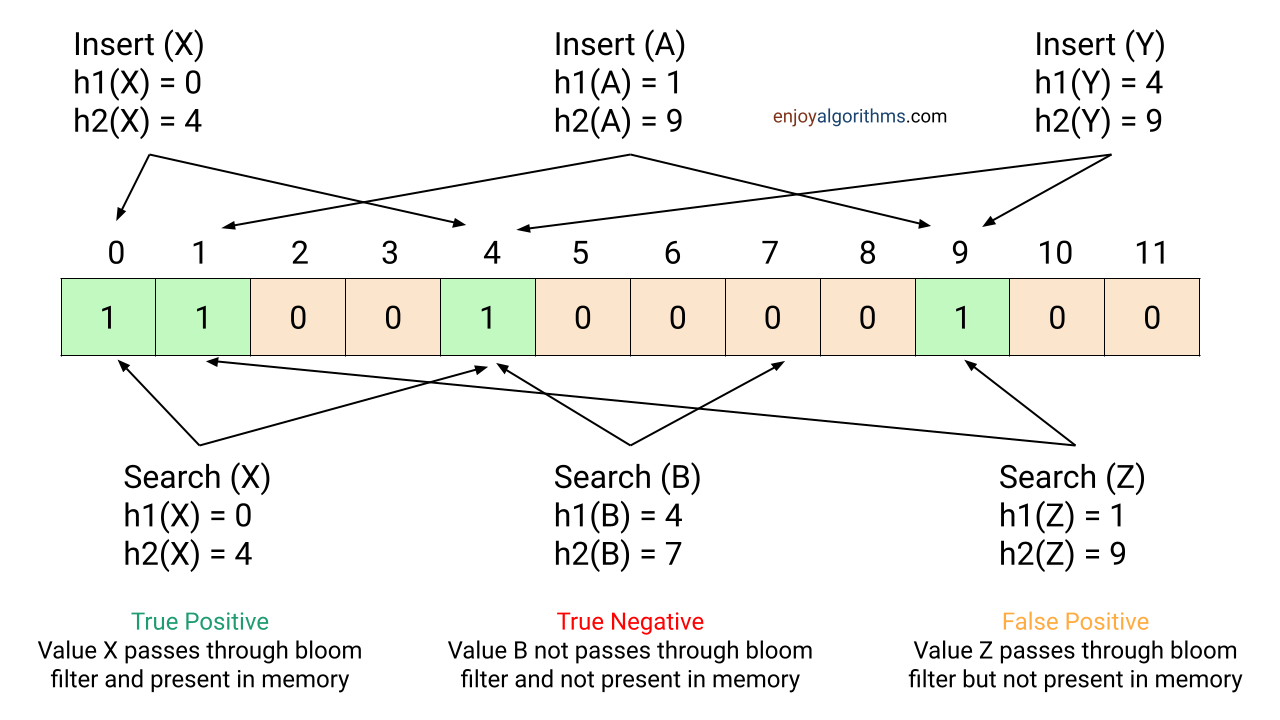 Insert (X)
h1(X) = 0
h2(X) = 4
Insert (A)
h1(A) = 1
h2(A) = 9
enjoyalgorithms.com
Insert (Y)
h1(Y) = 4
h2(Y) = 9
0 1 2 3 4 5 6 7 8 9 10 11
1 1 0 0 1 0 0 0 0 1 0 0
Search (X)
h1(X) = 0
h2(X) = 4
Search (B)
h1(B) = 4
h2(B) = 7
Search (Z)
h1(Z) = 1
h2(Z) = 9
True Positive
Value X passes through bloom
filter and present in memory
True Negative
Value B not passes through bloom
filter and not present in memory
False Positive
Value Z passes through bloom
filter but not present in memory